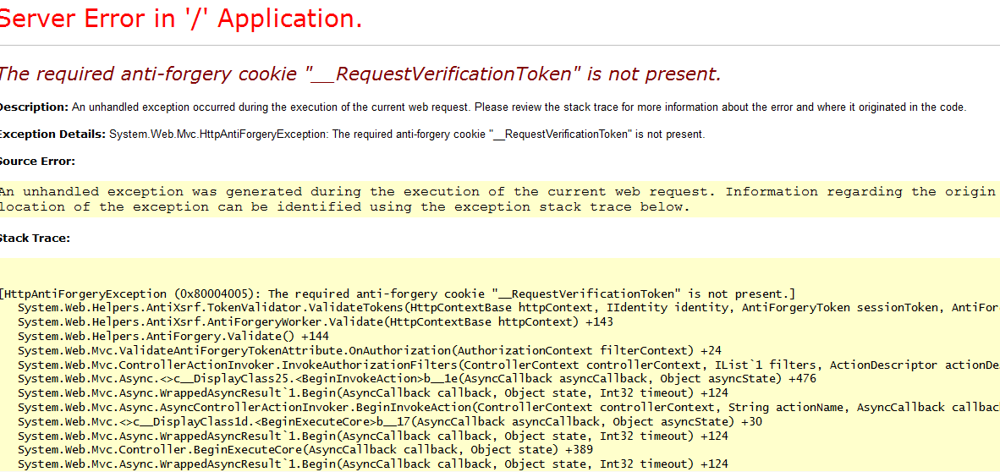 Server Error in '/' Application.
The required anti-forgery cookie "__RequestVerificationToken" is not present.
Description: An unhandled exception occurred during the execution of the current web request. Please review the stack trace for more information about the error and where it originated in the code.
Exception Details: System.Web.Mvc.HttpAntiForgeryException: The required anti-forgery cookie "__RequestVerificationToken" is not present.
Source Error:
An unhandled exception was generated during the execution of the current web request. Information regarding the origin
location of the exception can be identified using the exception stack trace below.
Stack Trace:
[HttpAntiForgeryException (0x80004005): The required anti-forgery cookie "__RequestVerificationToken" is not present.]
System.Web.Helpers.AntiXsrf.TokenValidator.ValidateTokens(HttpContextBase httpContext, IIdentity identity, AntiForgeryToken sessionToken, AntiFor
System.Web.Helpers.AntiXsrf.AntiForgeryWorker.Validate(HttpContextBase httpContext) +143
System.Web.Helpers.AntiForgery.Validate() +144
System.Web.Mvc.ValidateAntiForgeryTokenAttribute.OnAuthorization(AuthorizationContext filterContext) +24
System.Web.Mvc.ControllerActionInvoker.InvokeAuthorizationFilters(ControllerContext controllerContext, IList`1 filters, ActionDescriptor actionDe
System.Web.Mvc.Async.<>c__DisplayClass25.<BeginInvokeAction>b__1e(AsyncCallback asyncCallback, Object asyncState) +476
System.Web.Mvc.Async.WrappedAsyncResult`1.Begin(AsyncCallback callback, Object state, Int32 timeout) +124
System.Web.Mvc.Async.AsyncControllerActionInvoker.BeginInvokeAction(ControllerContext controllerContext, String actionName, AsyncCallback callbac
System.Web.Mvc.<>c__DisplayClass1d.<BeginExecuteCore>b__17(AsyncCallback asyncCallback, Object asyncState) +30
System.Web.Mvc.Async.WrappedAsyncResult`1.Begin(AsyncCallback callback, Object state, Int32 timeout) +124
System.Web.Mvc.Controller.BeginExecuteCore(AsyncCallback callback, Object state) +389
System.Web.Mvc.Async.WrappedAsyncResult`1.Begin(AsyncCallback callback, Object state, Int32 timeout) +124